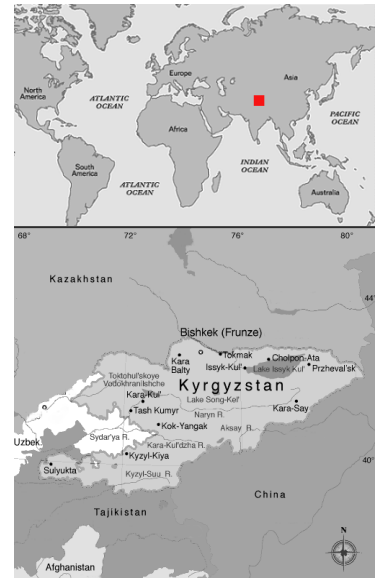 North
America
ATLANTIC
OCEAN
Europe
Asia
PACIFIC
OCEAN
Africa
South
America
ATLANTIC
OCEAN
INDIAN
OCEAN
Australia
68°
72°
76°
80°
Kazakhstan
44°
Bishkek (Frunze)
Tokmak
Cholpon-Ata
Kara
Balty
Issyk-Kul'
Lake Issyk Kul'
Przheval'sk'
Toktohul'skoye
Vodokhranilishche
Kyrgyzstan
Kara-Kul'
Lake Song-Kel'
Kara-Say
Tash Kumyr
Naryn R.
Kok-Yangak
Aksay R.
Uzbek.
Sydar'ya R.
Kara-Kul'dzha R.
Kyzyl-Kiya
40°
Sulyukta
Kyzyl-Suu R.
China
Tajikistan
N
Afghanistan